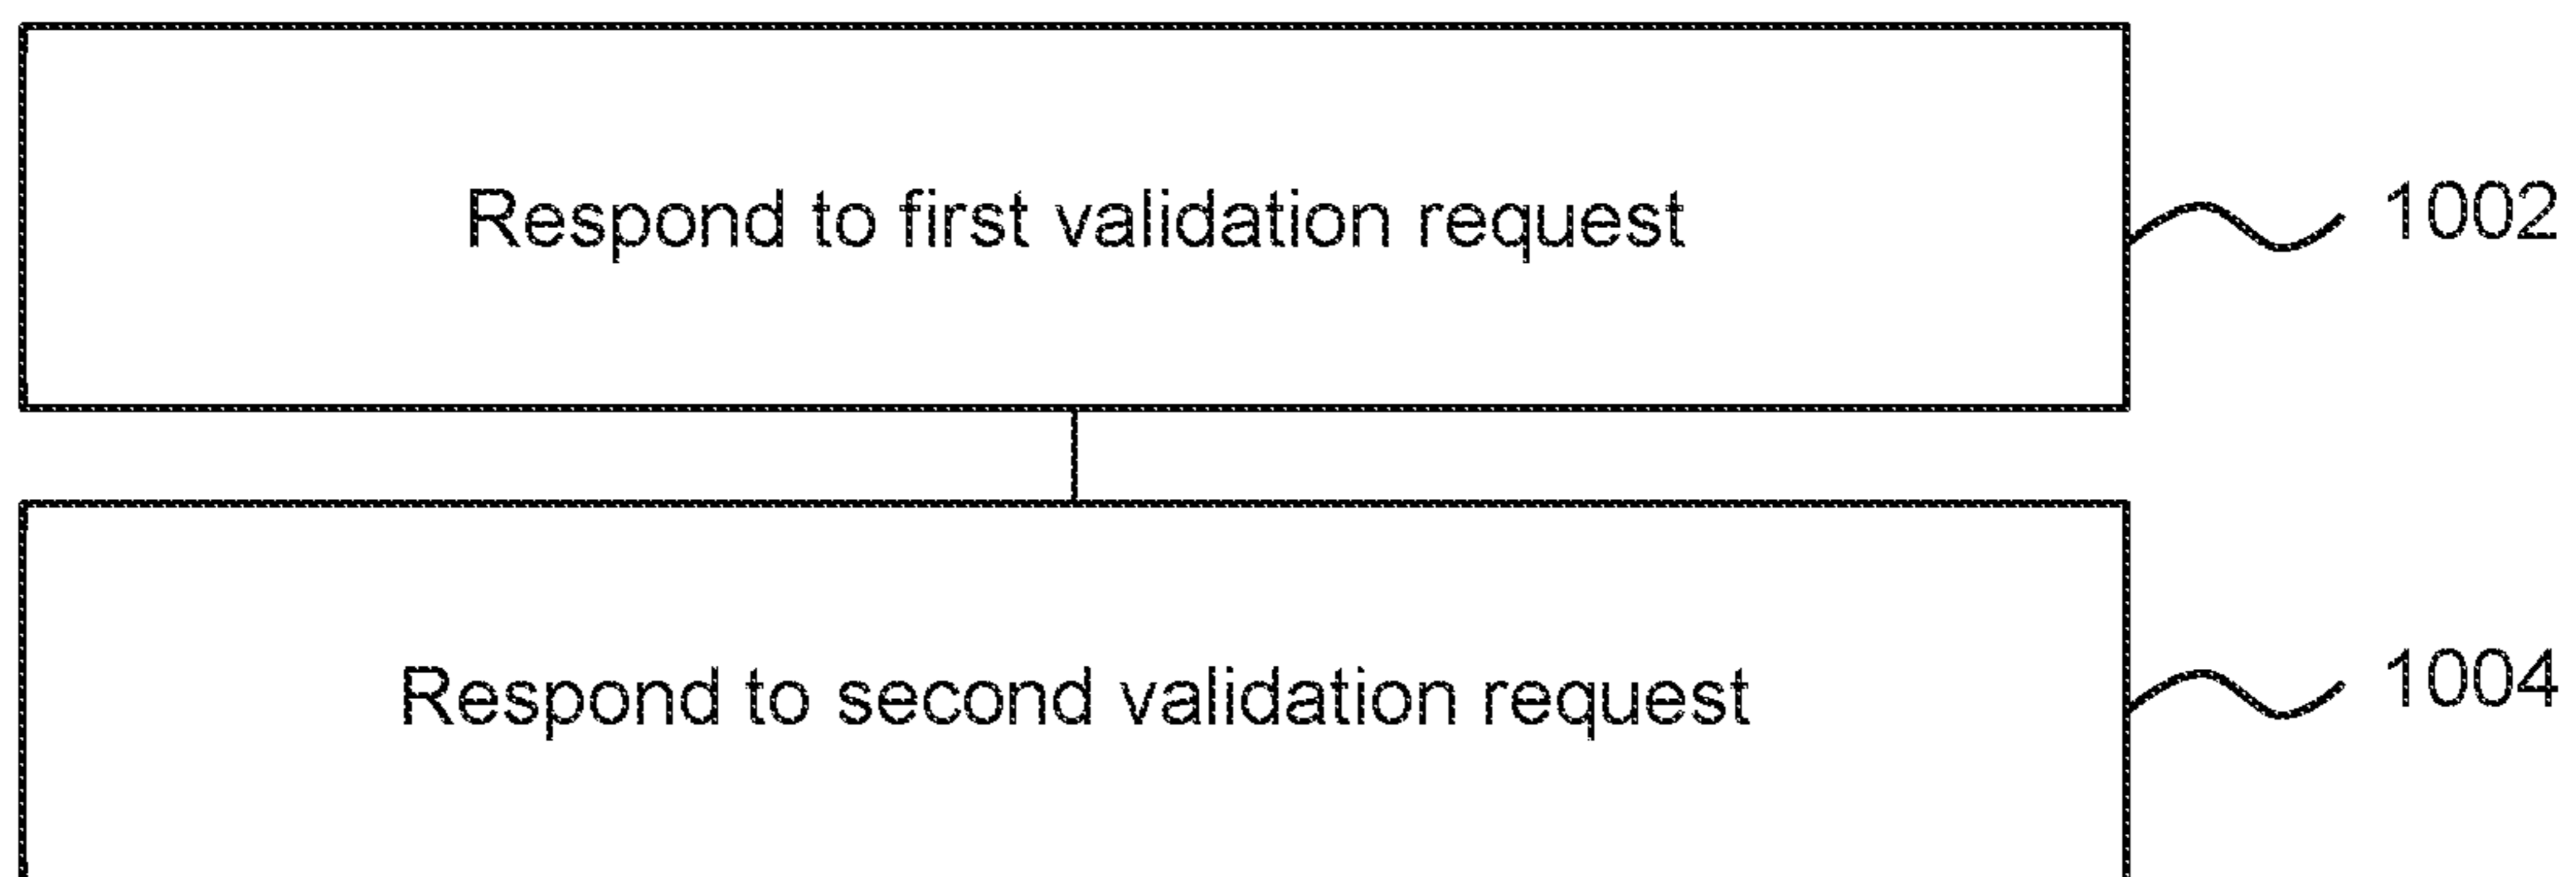 Respond to first validation request
1002
Respond to second validation request
1004